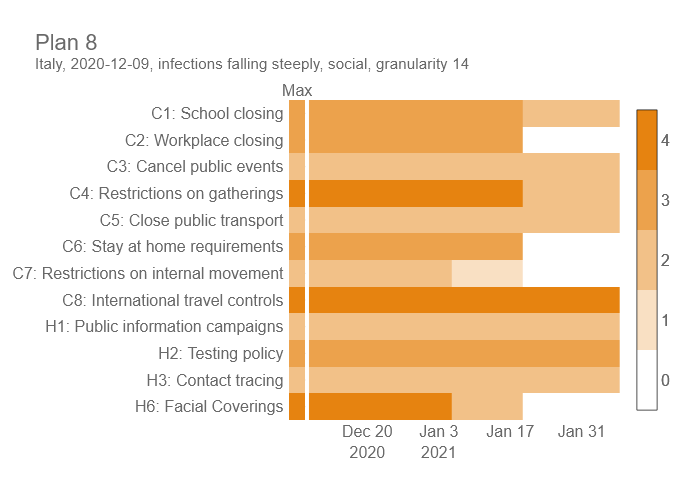 Plan 8
Italy, 2020-12-09, infections falling steeply, social, granularity 14
Max
C1: School closing
C2: Workplace closing
C3: Cancel public events
C4: Restrictions on gatherings
C5: Close public transport
C6: Stay at home requirements
C7: Restrictions on internal movement
C8: International travel controls
H1: Public information campaigns
H2: Testing policy
H3: Contact tracing
H6: Facial Coverings
Dec 20 Jan 3 Jan 17 Jan 31
2020 2021
4
3
2
1
0